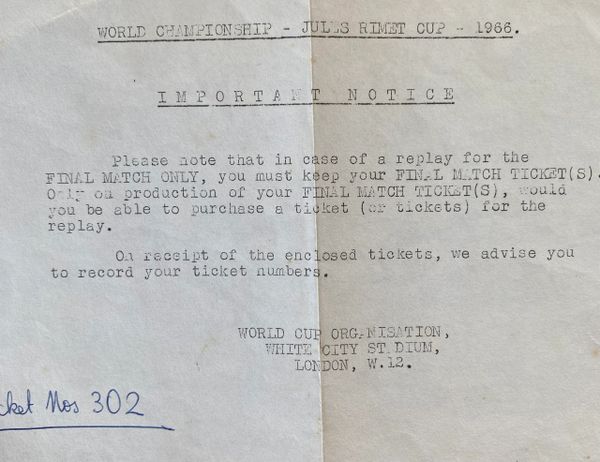 WORLD CHAMPIONSHIP - JULES RIMET CUP - 1966.
IMPORTANT NOTICE
Please note that in case of a replay for the
FINAL MATCH ONLY, you must keep your FINAL MATCH TICKET(S).
Only on production of your FINAL MATCH TICKET(S), would
you be able to purchase a ticket (or tickets) for the
replay.
On receipt of the enclosed tickets, we advise you
to record your ticket numbers.
WORLD CUP ORGANISATION,
WHITE CITY STADIUM,
LONDON, W.12.
cket Nos 302